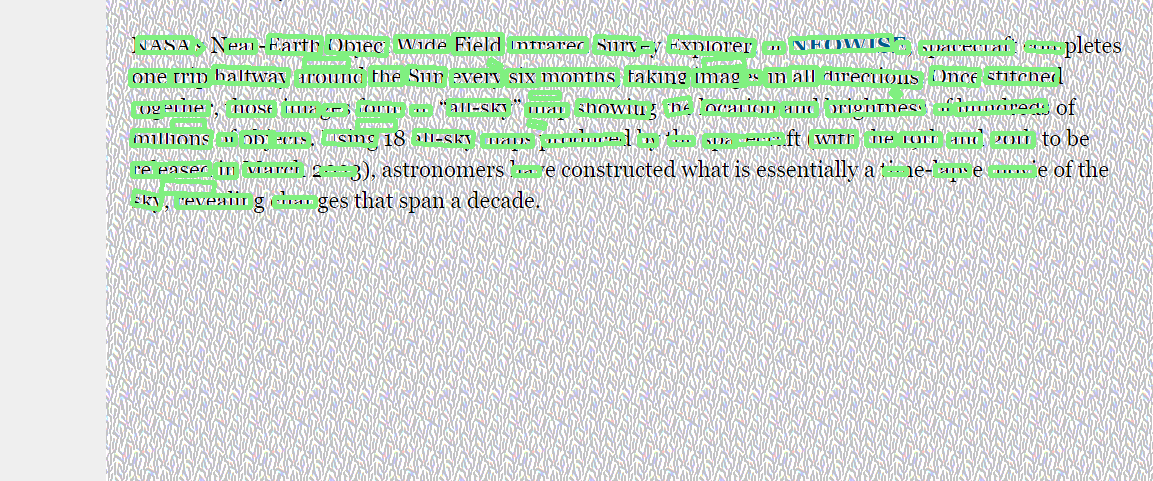 NASA's Near-Earth Object Wide Field Infrared Survey Explorer or NEOWISE, spacecraft completes
one trip halfway around the Sun every six months, taking images in all directions. Once stitched
together, those images form an "all-sky" map showing the location and brightness of hundreds of
millions of objects. Using 18 all-sky maps produced by the spacecraft (with the 19th and 20th to be
released in March 2023), astronomers have constructed what is essentially a time-lapse movie of the
sky, revealing changes that span a decade.